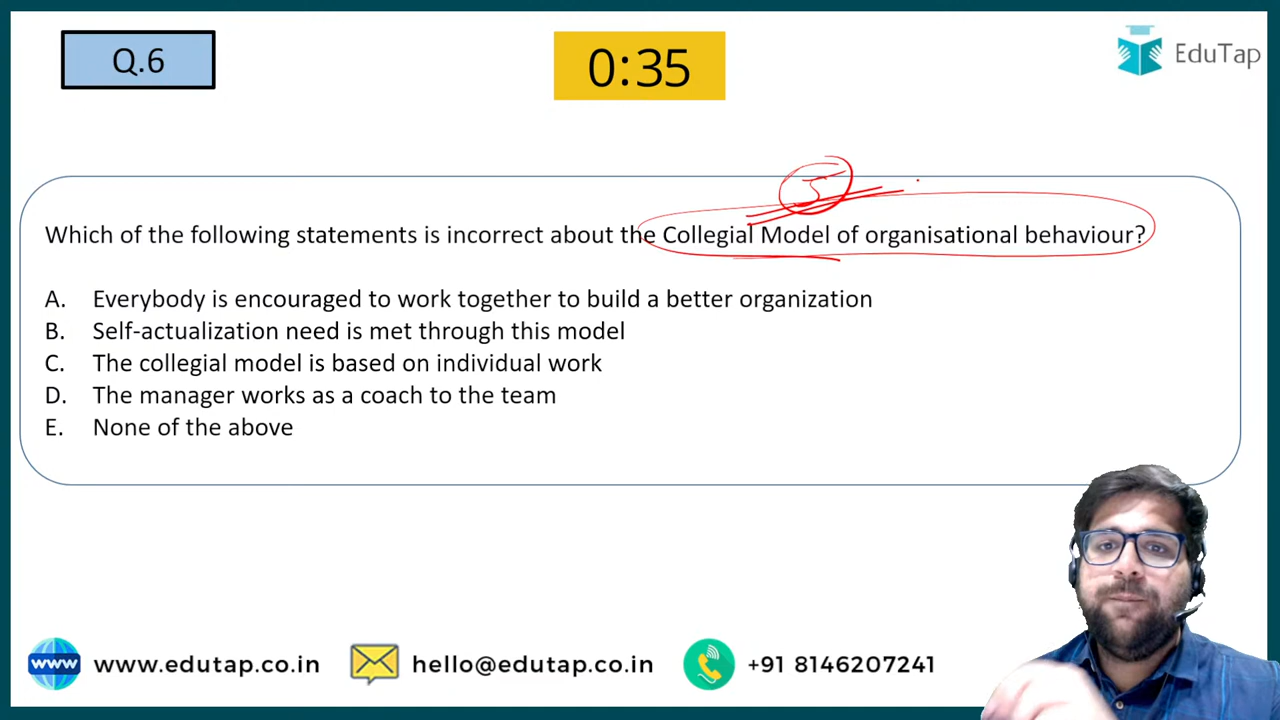 Q.6
0:35
EduTap
5
Which of the following statements is incorrect about the Collegial Model of organisational behaviour?
A. Everybody is encouraged to work together to build a better organization
B. Self-actualization need is met through this model
C. The collegial model is based on individual work
D. The manager works as a coach to the team
E. None of the above
www www.edutap.co.in hello@edutap.co.in +91 8146207241